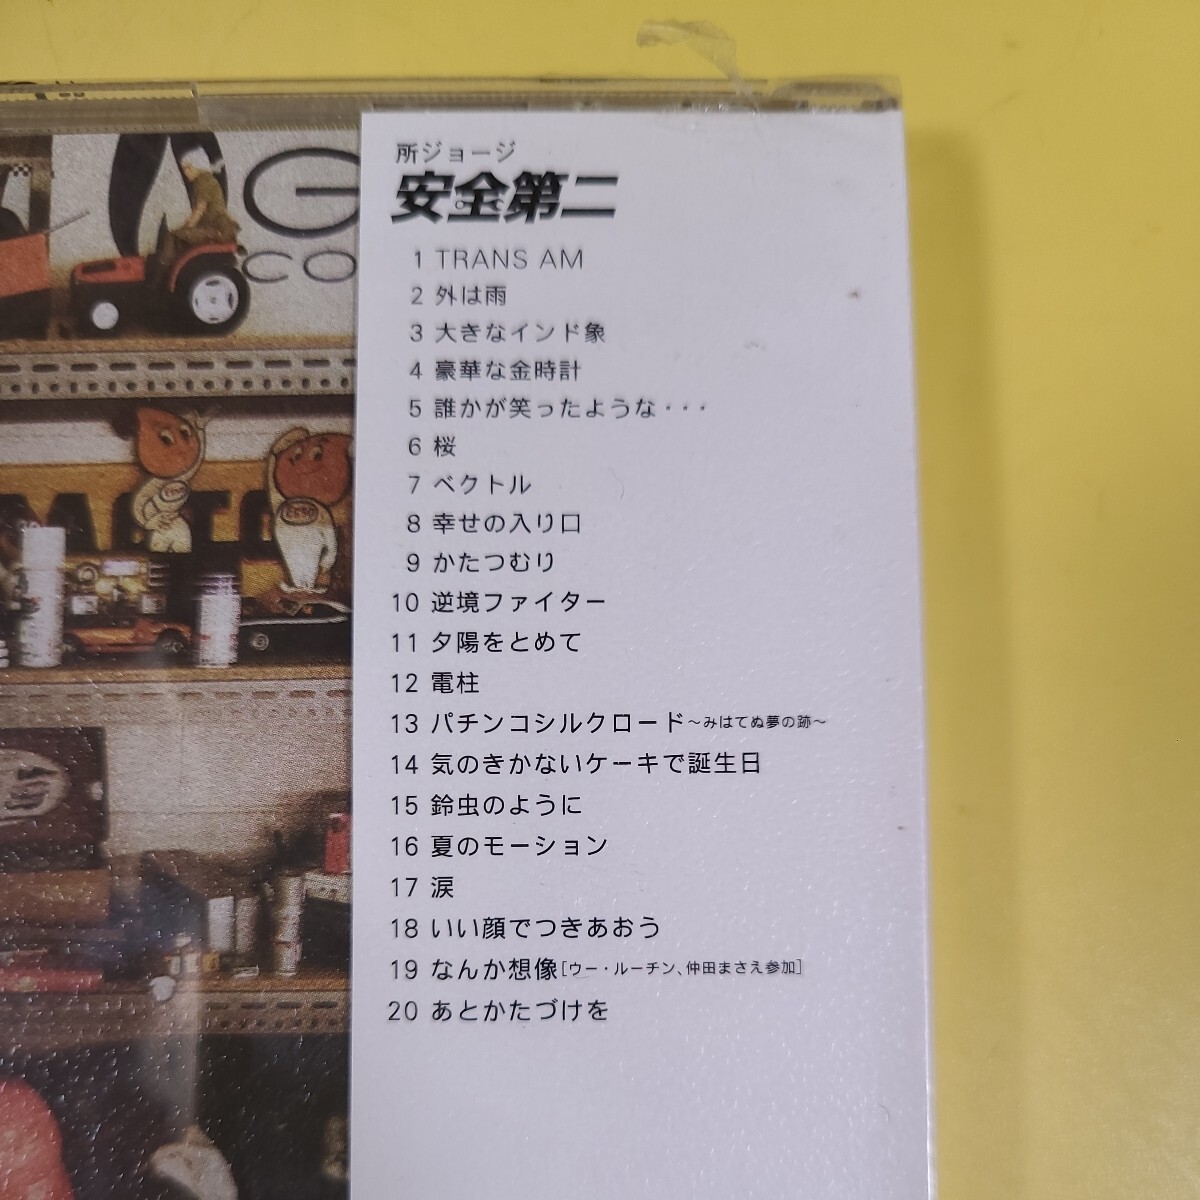 所ジョージ
安全第二
1 TRANS AM
2 外は雨
3 大きなインド象
4 豪華な金時計
5 誰かが笑ったような・・・
6 桜
7 ベクトル
8 幸せの入り口
9 かたつむり
10 逆境ファイター
11 夕陽をとめて
12 電柱
13 パチンコシルクロード～みはてぬ夢の跡～
14 気のきかないケーキで誕生日
15 鈴虫のように
16 夏のモーション
17 涙
18 いい顔でつきあおう
19 なんか想像[ウー・ルーチン、仲田まさえ参加]
20 あとかたづけを
G
CO
ESSO
ESSO